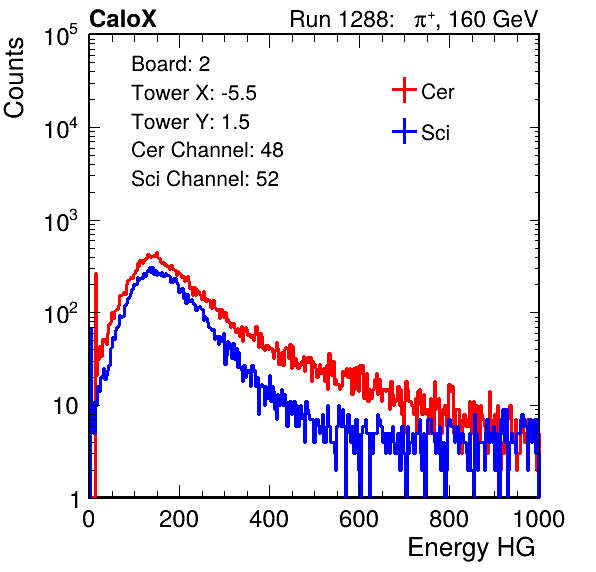 CaloX Run 1288: π⁺, 160 GeV
Counts
10⁵
10⁴
10³
10²
10
1
Board: 2
Tower X: -5.5
Tower Y: 1.5
Cer Channel: 48
Sci Channel: 52
Cer
Sci
0 200 400 600 800 1000
Energy HG